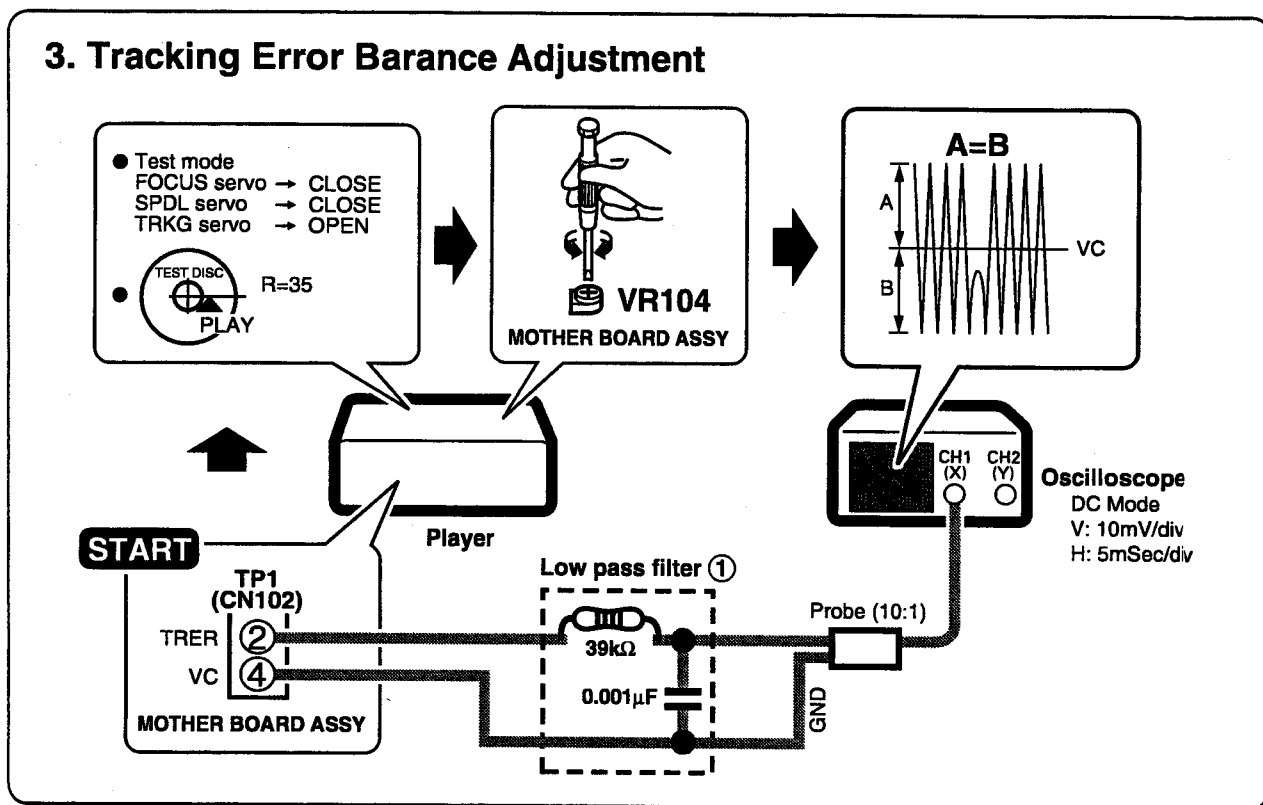 3. Tracking Error Barance Adjustment
● Test mode
FOCUS servo → CLOSE
SPDL servo → CLOSE
TRKG servo → OPEN
●
TEST DISC
R=35
PLAY
VR104
MOTHER BOARD ASSY
A=B
A
VC
B
CH1
(X)
CH2
(Y)
Oscilloscope
DC Mode
V: 10mV/div
H: 5mSec/div
Player
START
TP1
(CN102)
TRER ②
VC ④
MOTHER BOARD ASSY
Low pass filter ①
39kΩ
0.001μF
Probe (10:1)
GND